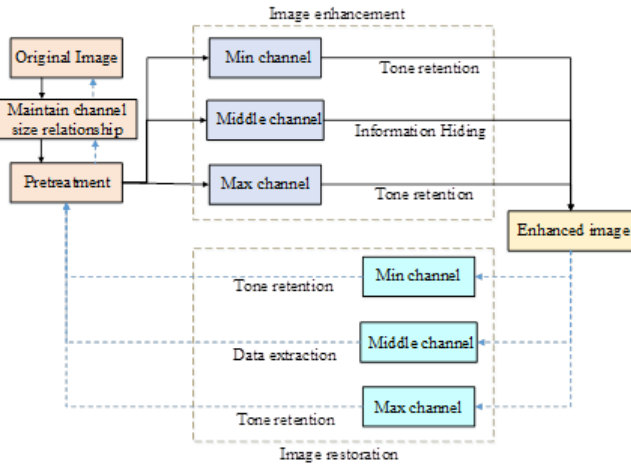 Image enhancement
Original Image
Maintain channel
size relationship
Pretreatment
Min channel
Tone retention
Middle channel
Information Hiding
Max channel
Tone retention
Enhanced image
Min channel
Tone retention
Middle channel
Data extraction
Max channel
Tone retention
Image restoration